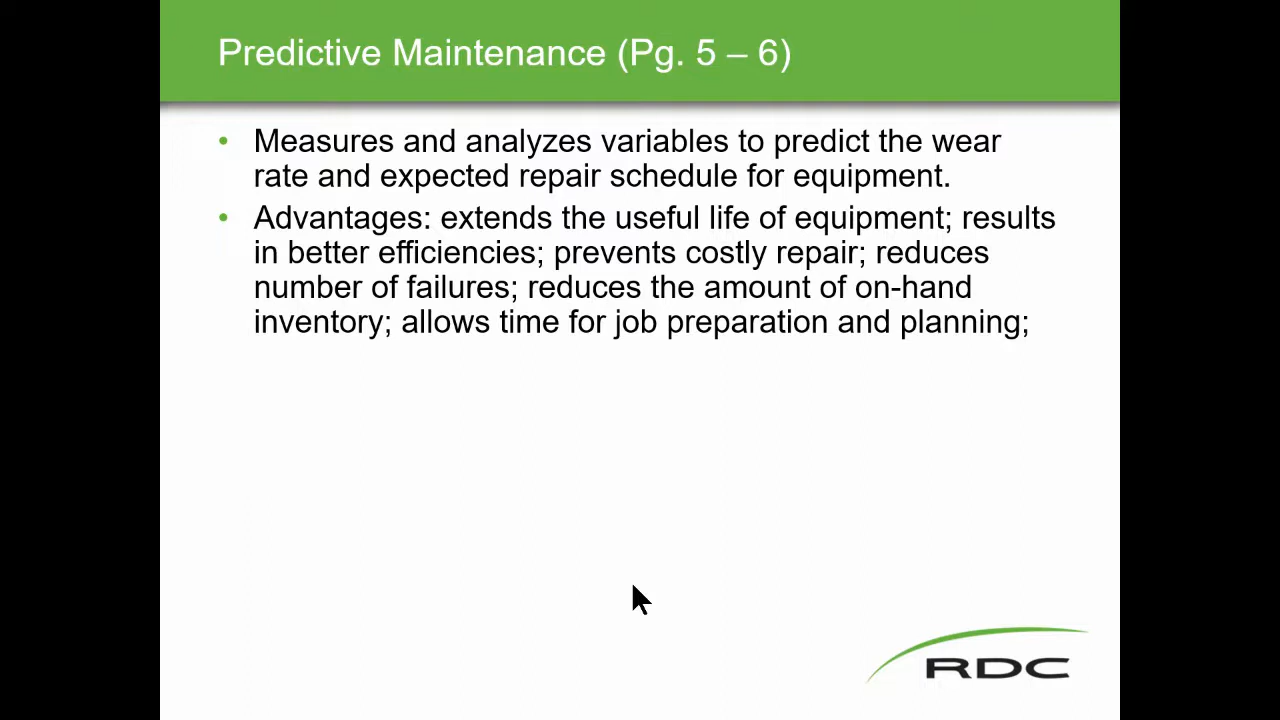 Predictive Maintenance (Pg. 5 – 6)
• Measures and analyzes variables to predict the wear
rate and expected repair schedule for equipment.
• Advantages: extends the useful life of equipment; results
in better efficiencies; prevents costly repair; reduces
number of failures; reduces the amount of on-hand
inventory; allows time for job preparation and planning;
RDC